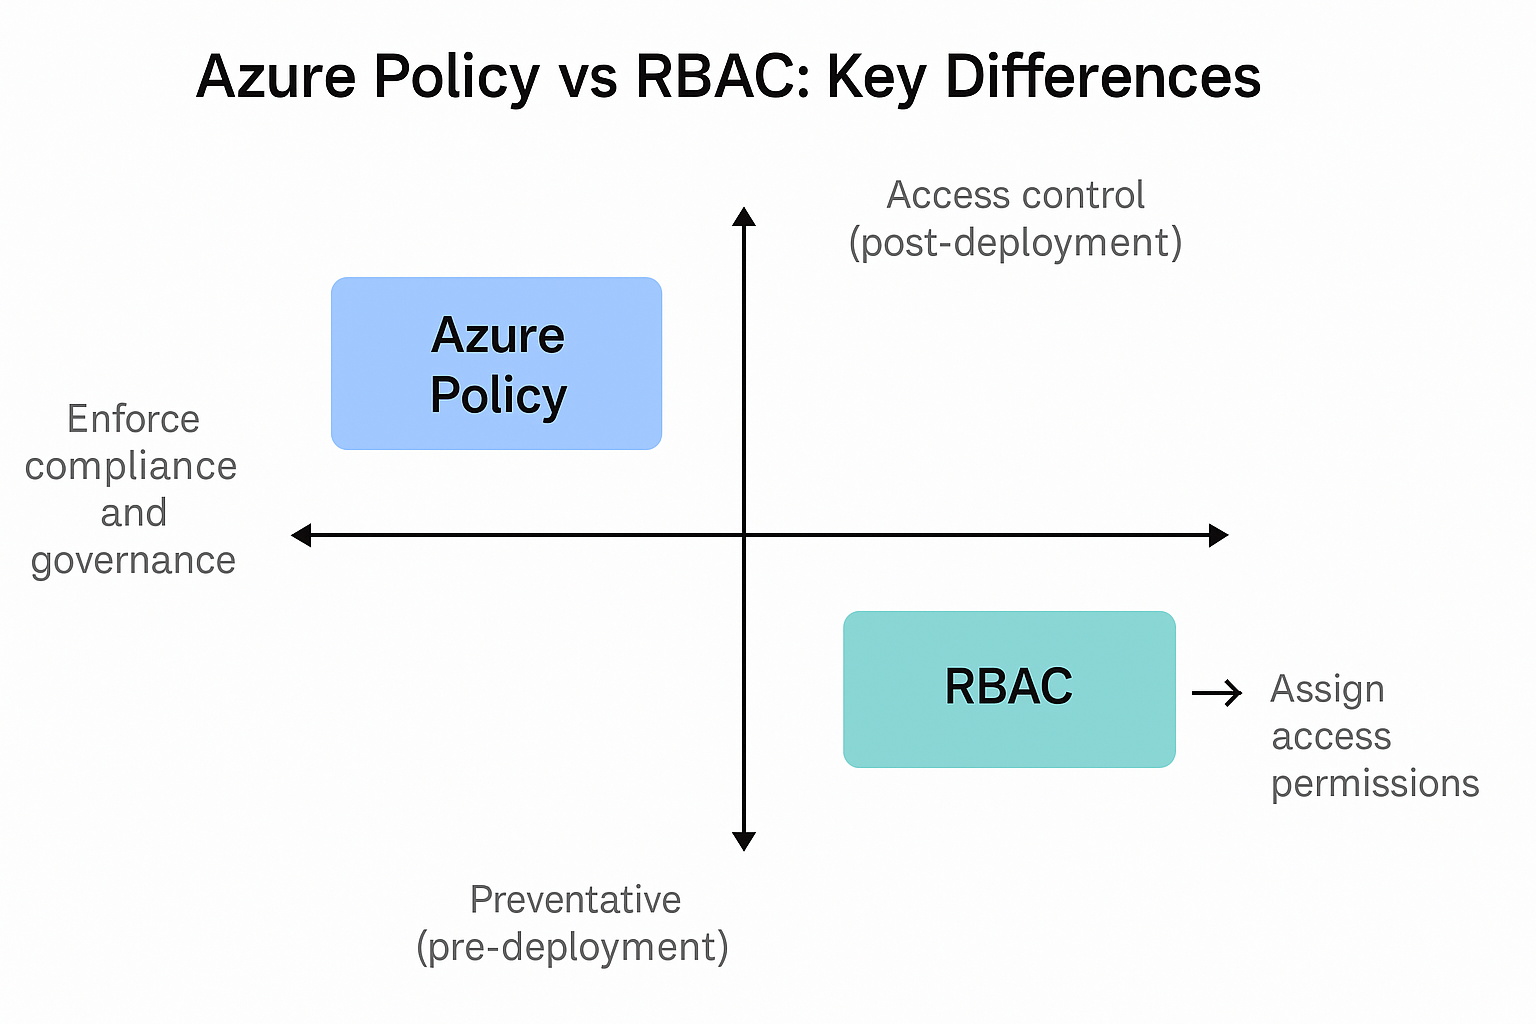 Azure Policy vs RBAC: Key Differences
Access control
(post-deployment)
Azure
Policy
Enforce
compliance
and
governance
RBAC
Assign
access
permissions
Preventative
(pre-deployment)